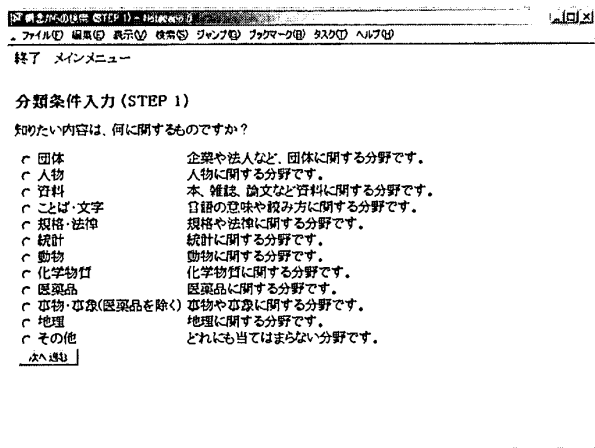 概念からの検索 (STEP 1) - Netscape 6
ファイル(F) 編集(E) 表示(V) 検索(S) ジャンプ(G) ブックマーク(B) タスク(T) ヘルプ(H)
終了 メインメニュー
分類条件入力 (STEP 1)
知りたい内容は、何に関するものですか?
団体 企業や法人など、団体に関する分野です。
人物 人物に関する分野です。
資料 本、雑誌、論文など資料に関する分野です。
ことば・文字 言語の意味や読み方に関する分野です。
規格・法律 規格や法律に関する分野です。
統計 統計に関する分野です。
動物 動物に関する分野です。
化学物質 化学物質に関する分野です。
医薬品 医薬品に関する分野です。
事物・事象(医薬品を除く) 事物や事象に関する分野です。
地理 地理に関する分野です。
その他 どれにも当てはまらない分野です。
次へ進む